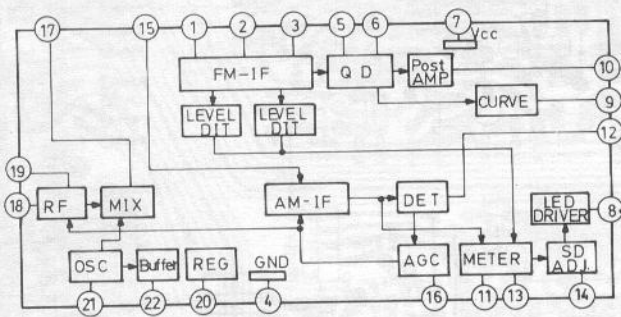 17
15
1
2
3
5
6
7
Vcc
10
FM-IF
QD
Post
AMP
CURVE
9
LEVEL
DIT
LEVEL
DIT
12
19
18
RF
MIX
AM-IF
DET
LED
DRIVER
8
OSC
Buffer
REG
GND
AGC
METER
SD
ADJ.
21
22
20
4
16
11
13
14